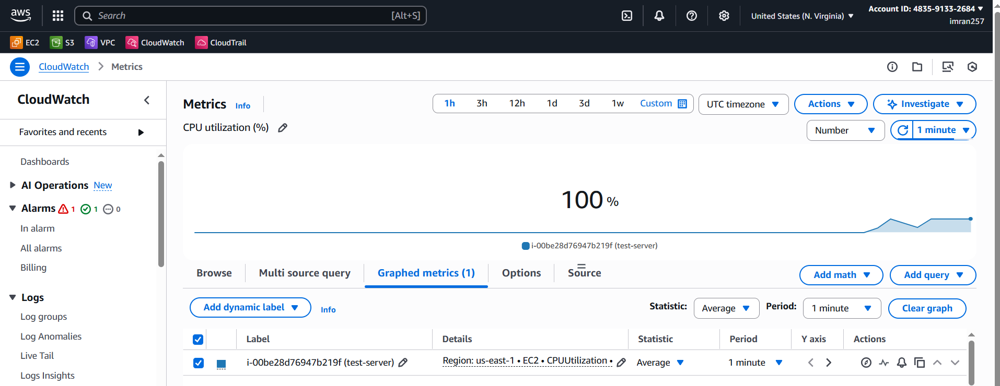 aws
Search [Alt+S]
United States (N. Virginia)
Account ID: 4835-9133-2684
imran257
EC2 S3 VPC CloudWatch CloudTrail
CloudWatch Metrics
CloudWatch
Favorites and recents
Dashboards
AI Operations New
Alarms 1 1 0
In alarm
All alarms
Billing
Logs
Log groups
Log Anomalies
Live Tail
Logs Insights
Metrics Info
1h 3h 12h 1d 3d 1w Custom UTC timezone Actions Investigate
CPU utilization (%)
Number 1 minute
100 %
i-00be28d76947b219f (test-server)
Browse Multi source query Graphed metrics (1) Options Source Add math Add query
Add dynamic label Info Statistic: Average Period: 1 minute Clear graph
Label Details Statistic Period Y axis Actions
i-00be28d76947b219f (test-server) Region: us-east-1 • EC2 • CPUUtilization • Average 1 minute